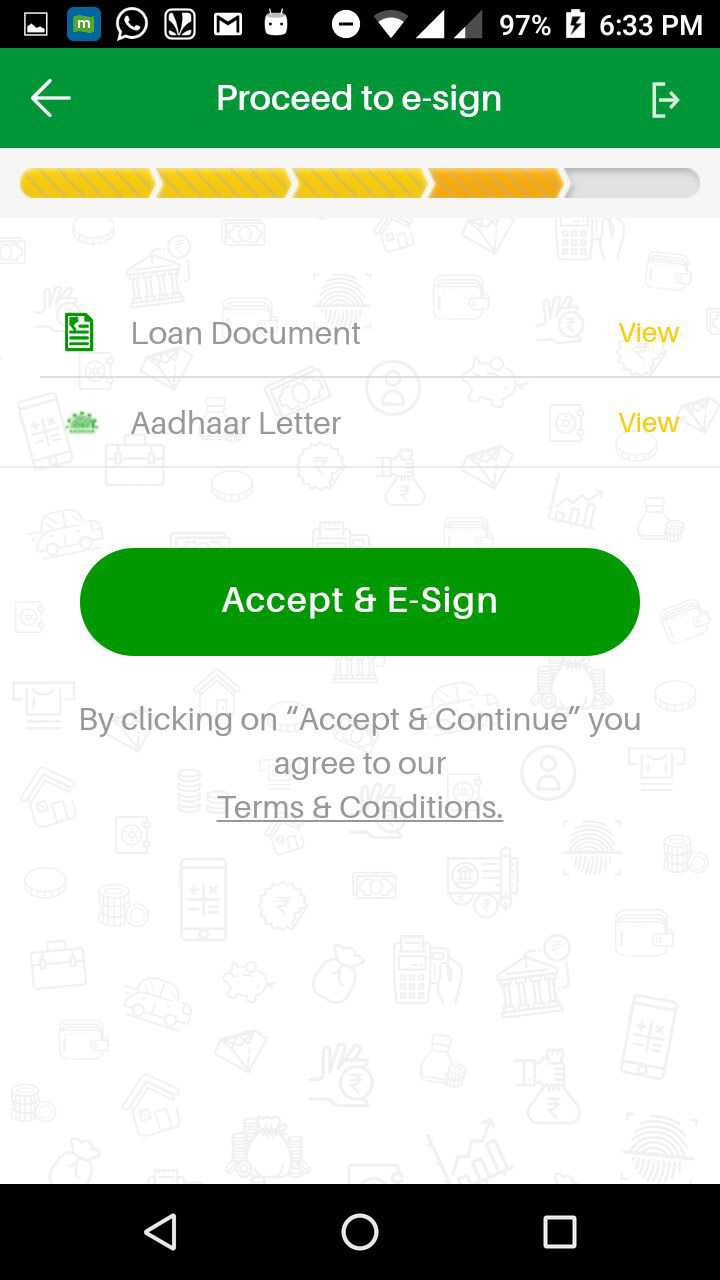 97% 6:33 PM
Proceed to e-sign
Loan Document View
Aadhaar Letter View
Accept & E-Sign
By clicking on “Accept & Continue” you
agree to our
Terms & Conditions.